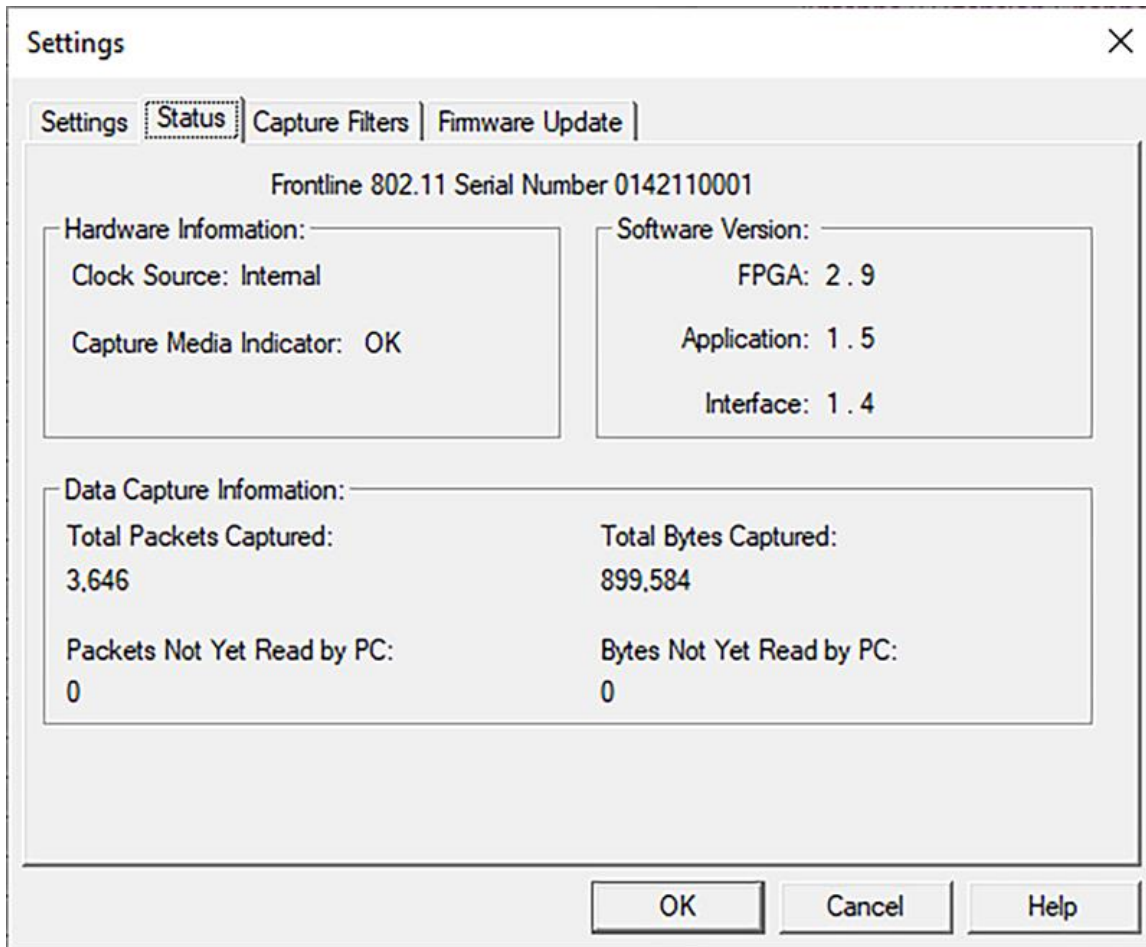 Settings
Settings Status Capture Filters Firmware Update
Frontline 802.11 Serial Number 0142110001
Hardware Information:
Clock Source: Internal
Capture Media Indicator: OK
Software Version:
FPGA: 2 . 9
Application: 1 . 5
Interface: 1 . 4
Data Capture Information:
Total Packets Captured:
3,646
Total Bytes Captured:
899,584
Packets Not Yet Read by PC:
0
Bytes Not Yet Read by PC:
0
OK Cancel Help